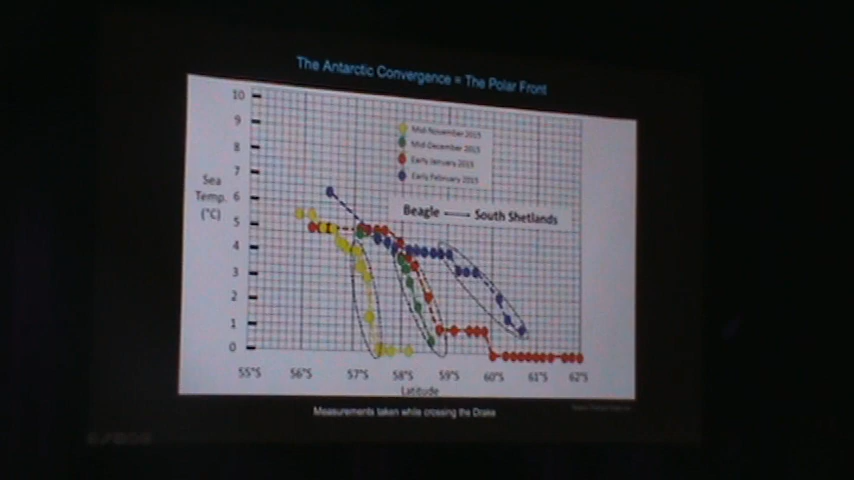 The Antarctic Convergence = The Polar Front
10
9
8
7
6
5
4
3
2
1
0
Sea
Temp.
(°C)
Mid-November 2015
Mid-December 2015
Early January 2015
Early February 2015
Beagle South Shetlands
55°S 56°S 57°S 58°S 59°S 60°S 61°S 62°S
Latitude
Measurements taken while crossing the Drake